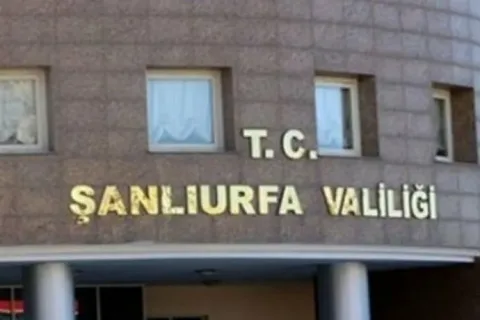 T. C.
ŞANLIURFA VALİLİĞİ